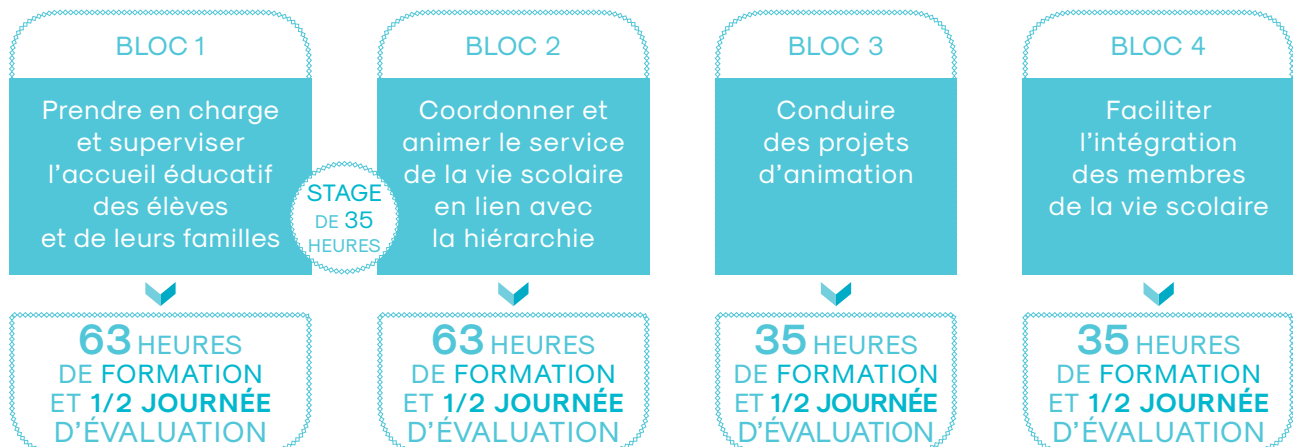 BLOC 1
Prendre en charge
et superviser
l'accueil éducatif
des élèves
et de leurs familles
63 HEURES
DE FORMATION
ET 1/2 JOURNÉE
D'ÉVALUATION
STAGE
DE 35
HEURES
BLOC 2
Coordonner et
animer le service
de la vie scolaire
en lien avec
la hiérarchie
63 HEURES
DE FORMATION
ET 1/2 JOURNÉE
D'ÉVALUATION
BLOC 3
Conduire
des projets
d'animation
35 HEURES
DE FORMATION
ET 1/2 JOURNÉE
D'ÉVALUATION
BLOC 4
Faciliter
l'intégration
des membres
de la vie scolaire
35 HEURES
DE FORMATION
ET 1/2 JOURNÉE
D'ÉVALUATION